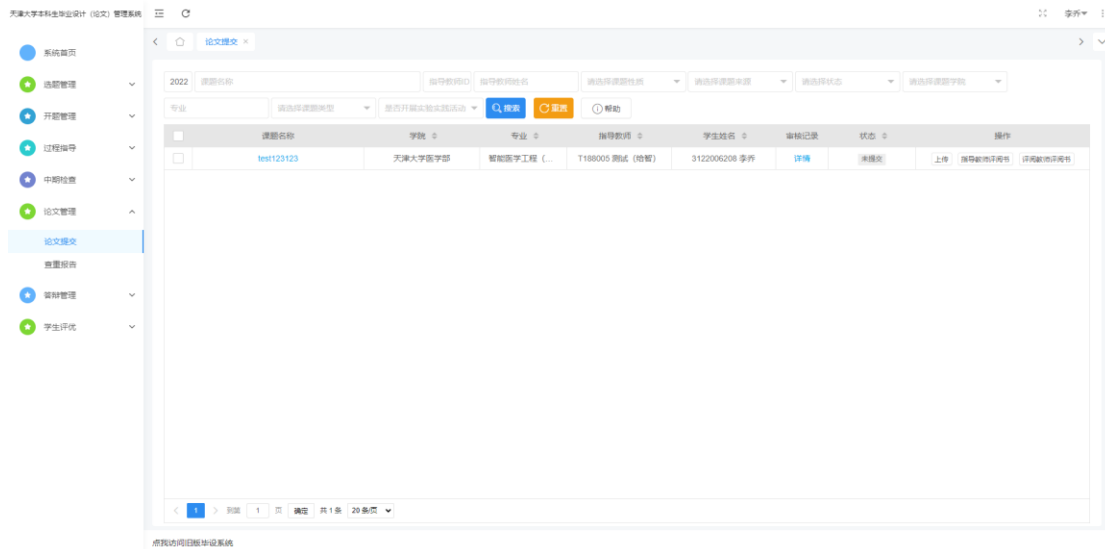 天津大学本科生毕业设计（论文）管理系统
李乔
系统首页
选题管理
开题管理
过程指导
中期检查
论文管理
论文提交
查重报告
答辩管理
学生评优
论文提交 ×
2022 课题名称 指导教师ID 指导教师姓名 请选择课题性质 请选择课题来源 请选择状态 请选择课题学院
专业 请选择课题类型 是否开展实验实践活动 搜索 重置 帮助
课题名称 学院 专业 指导教师 学生姓名 审核记录 状态 操作
test123123 天津大学医学部 智能医学工程（... T188005 测试（给智） 3122006208 李乔 详情 未提交 上传 指导教师评阅书 评阅教师评阅书
1 到第 1 页 确定 共 1 条 20 条/页
点我访问旧版毕设系统